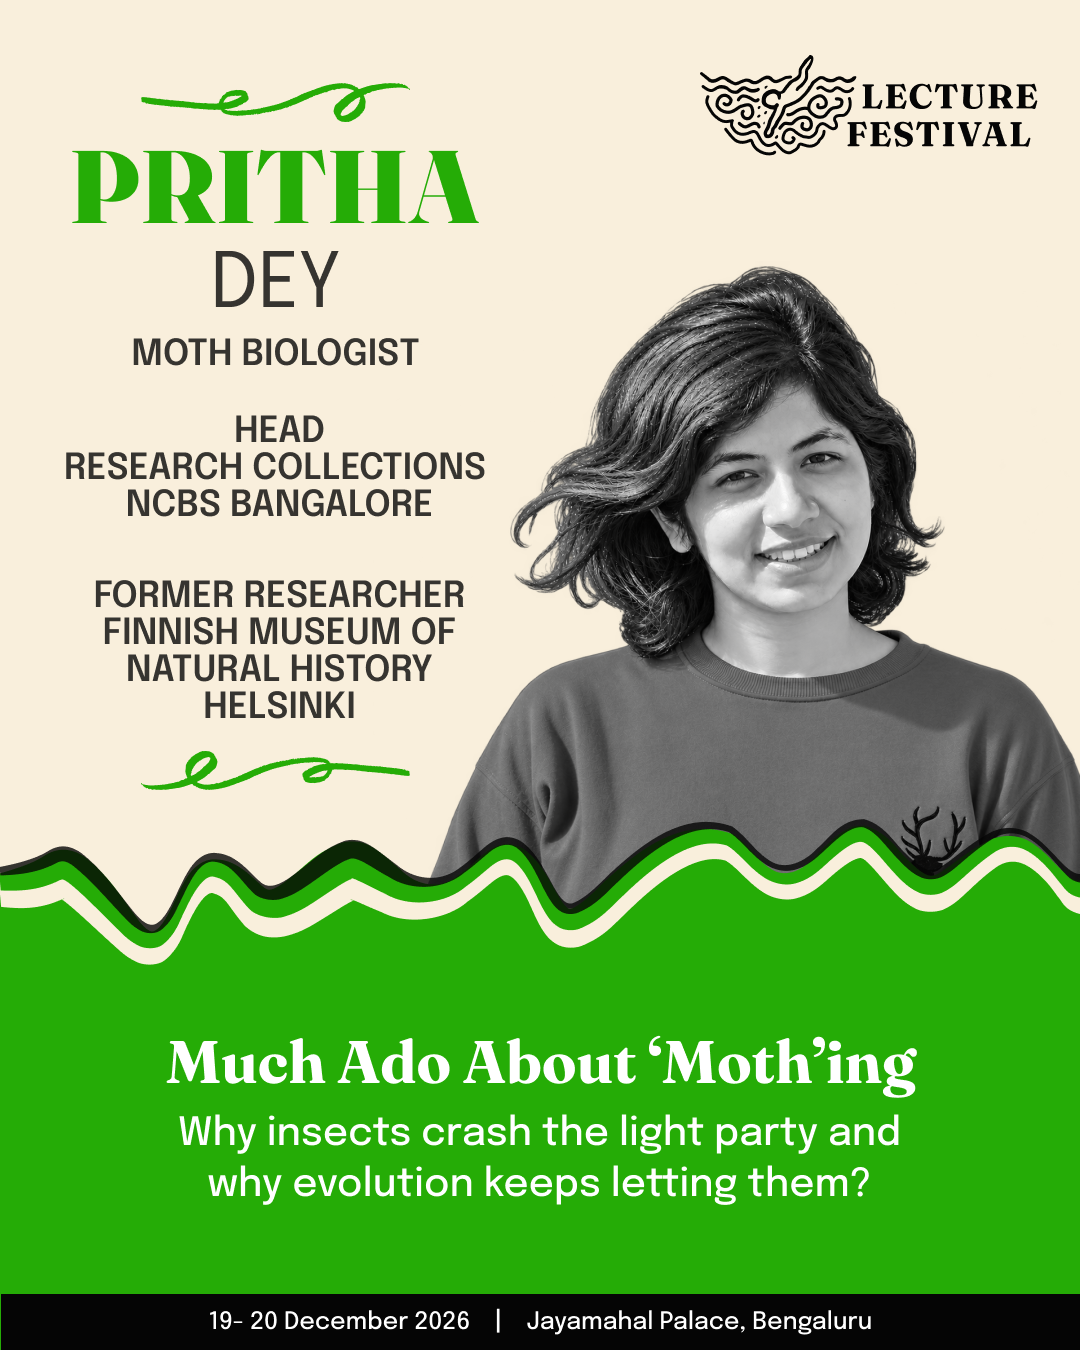 LECTURE
FESTIVAL
PRITHA
DEY
MOTH BIOLOGIST
HEAD
RESEARCH COLLECTIONS
NCBS BANGALORE
FORMER RESEARCHER
FINNISH MUSEUM OF
NATURAL HISTORY
HELSINKI
Much Ado About ‘Moth’ing
Why insects crash the light party and
why evolution keeps letting them?
19- 20 December 2026 | Jayamahal Palace, Bengaluru